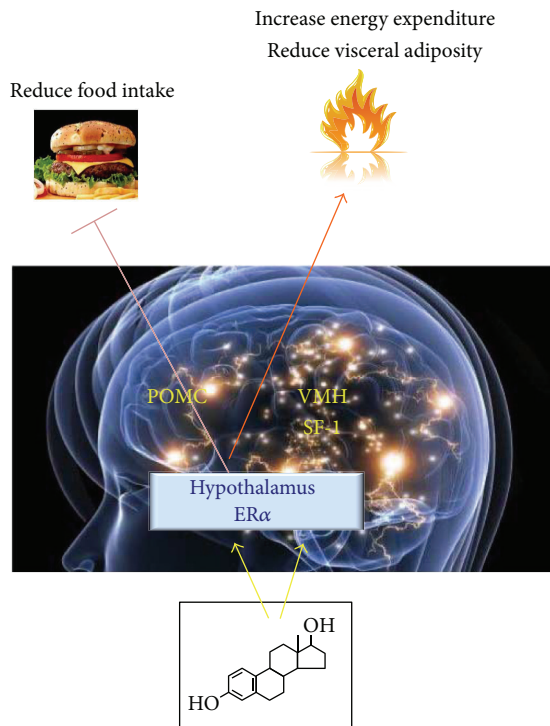 Increase energy expenditure
Reduce visceral adiposity
Reduce food intake
POMC
VMH
SF-1
Hypothalamus
ERα
OH
HO